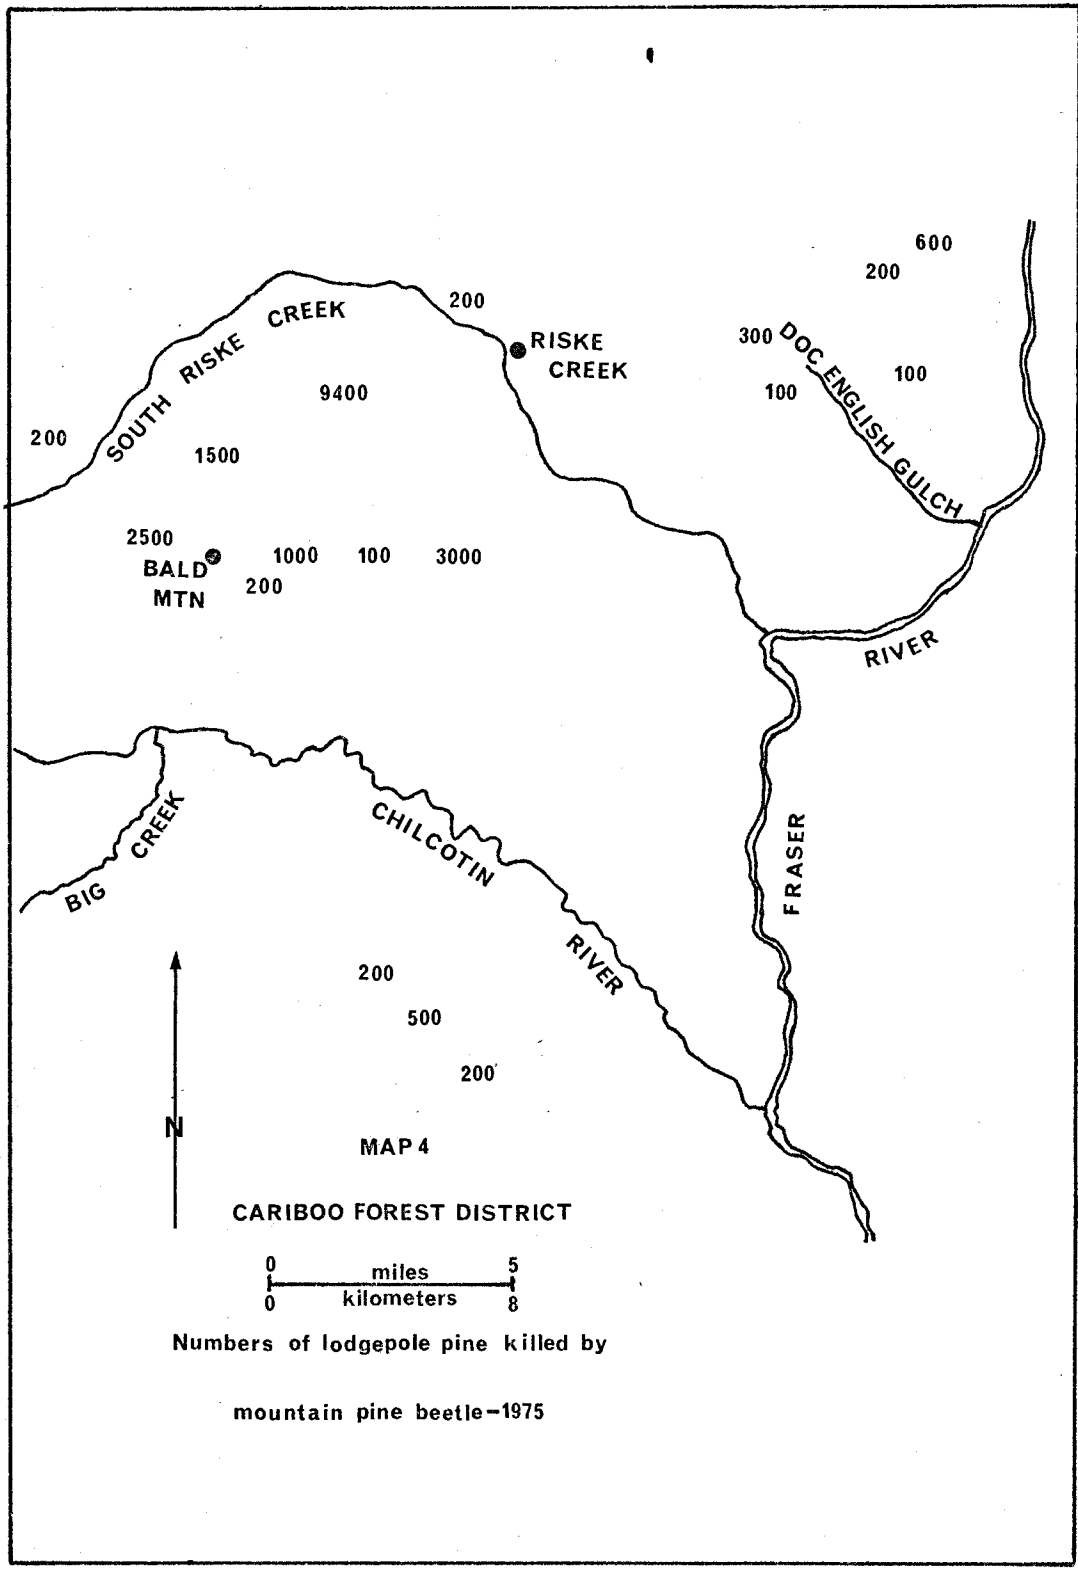 600
200
200
SOUTH RISKE CREEK
RISKE
CREEK
300
DOC ENGLISH GULCH
100
100
9400
200
1500
2500
BALD
MTN
1000
100
3000
200
RIVER
FRASER
BIG CREEK
CHILCOTIN
RIVER
200
500
200
N
MAP 4
CARIBOO FOREST DISTRICT
0 5
miles
kilometers
0 8
Numbers of lodgepole pine killed by
mountain pine beetle—1975